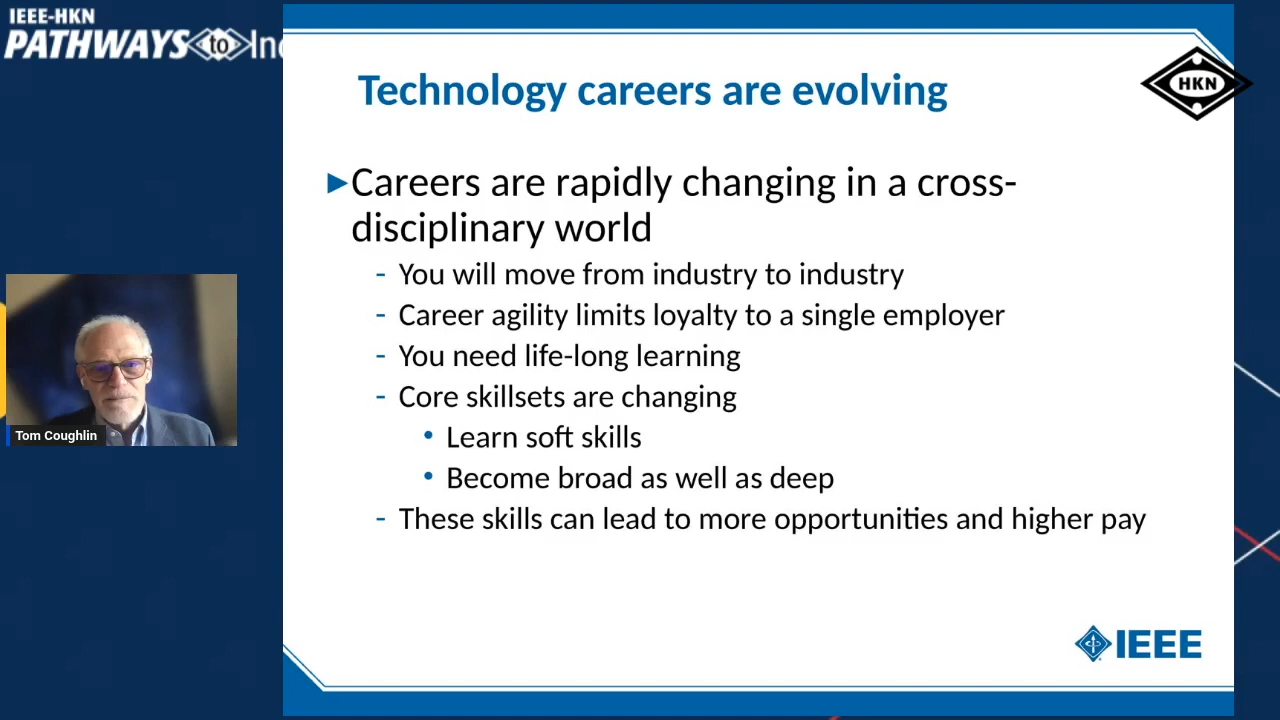 IEEE-HKN
PATHWAYS to In
Technology careers are evolving
HKN
Careers are rapidly changing in a cross-
disciplinary world
- You will move from industry to industry
- Career agility limits loyalty to a single employer
- You need life-long learning
- Core skillsets are changing
• Learn soft skills
• Become broad as well as deep
- These skills can lead to more opportunities and higher pay
Tom Coughlin
IEEE